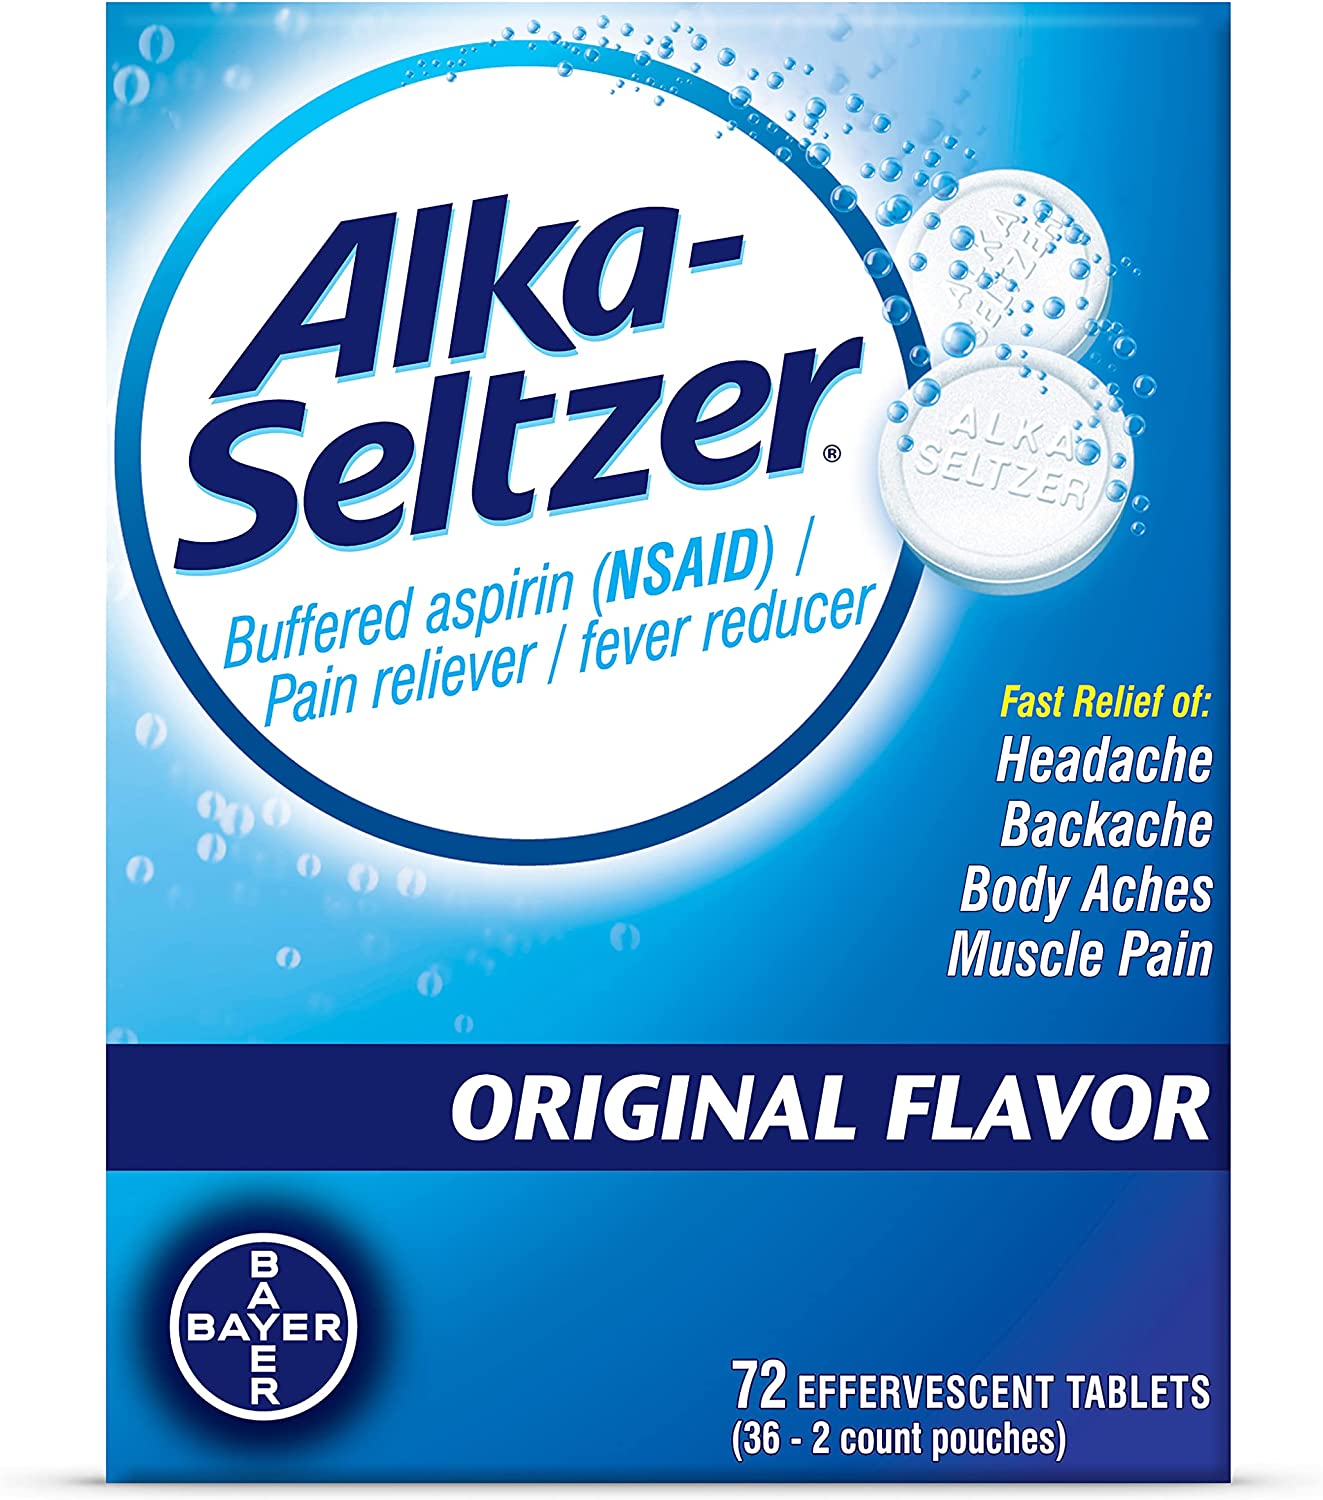 Alka-
Seltzer®
Buffered aspirin (NSAID) /
Pain reliever / fever reducer
ALKA
SELTZER
ALKA
SELTZER
Fast Relief of:
Headache
Backache
Body Aches
Muscle Pain
ORIGINAL FLAVOR
BAYER
BAYER
72 EFFERVESCENT TABLETS
(36 - 2 count pouches)